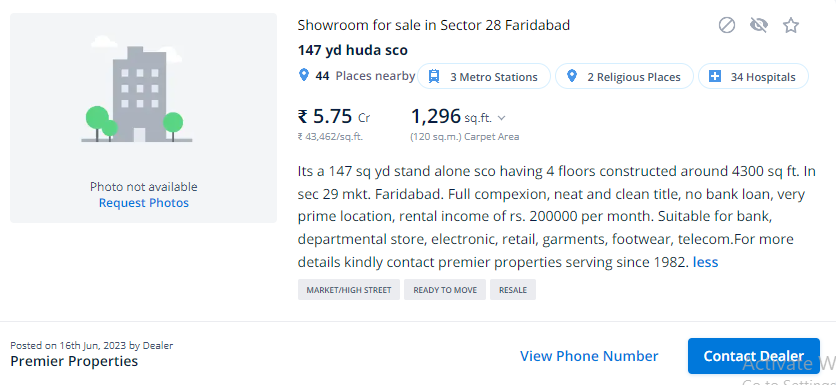 Showroom for sale in Sector 28 Faridabad
147 yd huda sco
44 Places nearby 3 Metro Stations 2 Religious Places 34 Hospitals
₹ 5.75 Cr 1,296 sq.ft.
₹ 43,462/sq.ft. (120 sq.m.) Carpet Area
Photo not available
Request Photos
Its a 147 sq yd stand alone sco having 4 floors constructed around 4300 sq ft. In
sec 29 mkt. Faridabad. Full compexion, neat and clean title, no bank loan, very
prime location, rental income of rs. 200000 per month. Suitable for bank,
departmental store, electronic, retail, garments, footwear, telecom.For more
details kindly contact premier properties serving since 1982. less
MARKET/HIGH STREET READY TO MOVE RESALE
Posted on 16th Jun, 2023 by Dealer
Premier Properties
View Phone Number Contact Dealer
Activate W